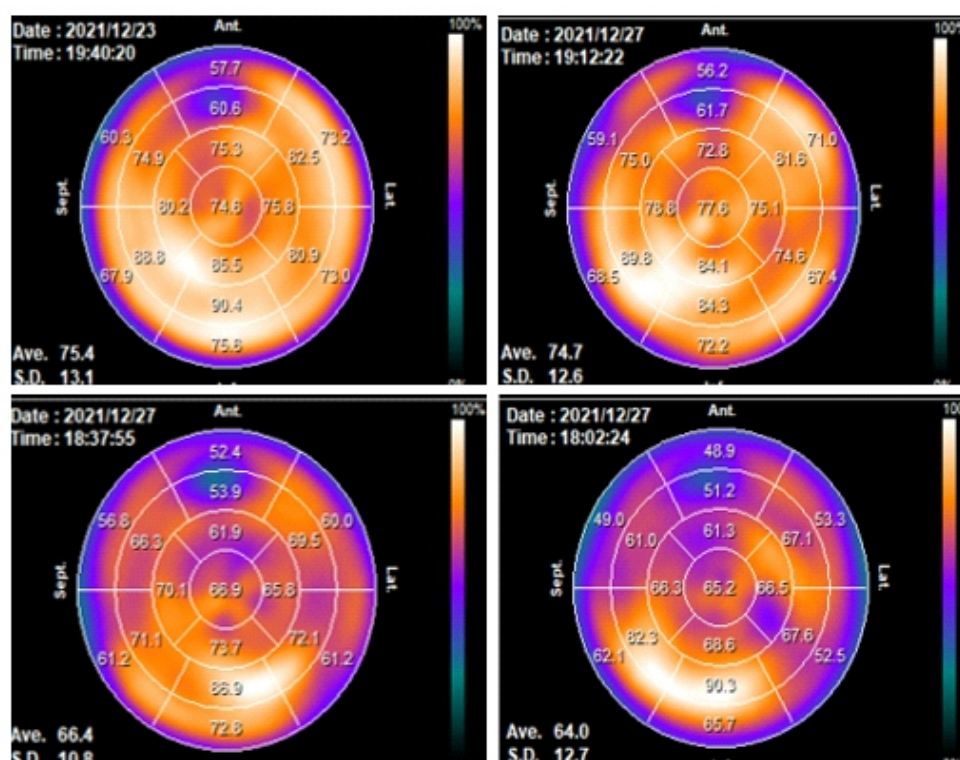 Date : 2021/12/23
Time : 19:40:20
Ant.
100%
57.7
60.6
60.3
73.2
74.9
75.3
82.5
Sept.
80.2
74.6
75.8
Lat.
88.8
85.5
80.9
67.9
73.0
90.4
75.6
Ave. 75.4
S.D. 13.1
Date : 2021/12/27
Time : 19:12:22
Ant.
100%
56.2
61.7
59.1
71.0
75.0
72.8
81.6
Sept.
78.8
77.6
75.1
Lat.
89.8
84.1
74.6
68.5
67.4
84.3
72.2
Ave. 74.7
S.D. 12.6
Date : 2021/12/27
Time : 18:37:55
Ant.
100%
52.4
53.9
56.8
60.0
66.3
61.9
69.5
Sept.
70.1
66.9
65.8
Lat.
71.1
73.7
72.1
61.2
61.2
86.9
72.8
Ave. 66.4
S.D. 10.8
Date : 2021/12/27
Time : 18:02:24
Ant.
48.9
51.2
49.0
53.3
61.0
61.3
67.1
Sept.
66.3
65.2
66.5
Lat.
82.3
68.6
67.6
62.1
52.5
90.3
65.7
Ave. 64.0
S.D. 12.7